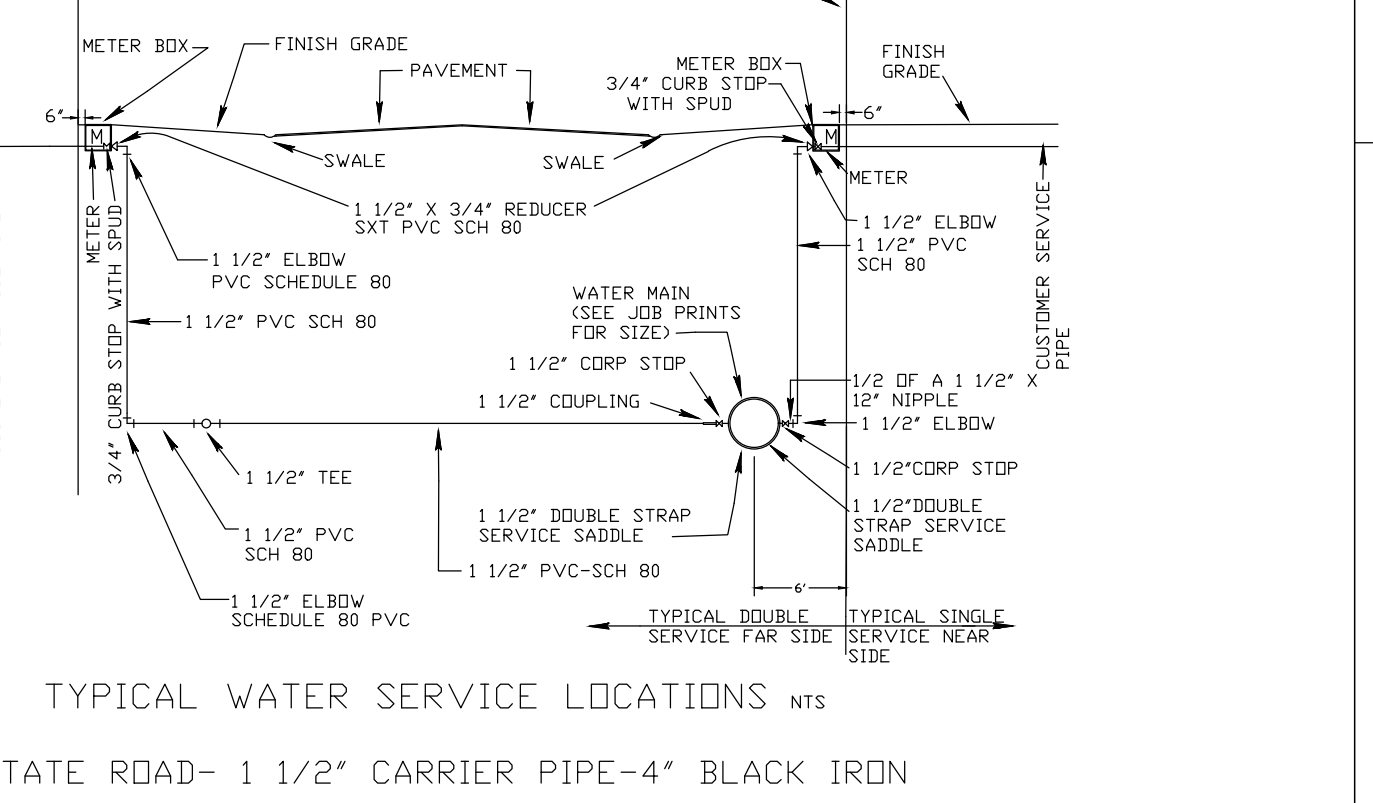 METER BOX
FINISH GRADE
PAVEMENT
METER BOX
3/4" CURB STOP
WITH SPUD
FINISH
GRADE
6"
M
M
6"
SWALE
SWALE
METER
1 1/2" X 3/4" REDUCER
SXT PVC SCH 80
METER
3/4" CURB STOP WITH SPUD
1 1/2" ELBOW
PVC SCHEDULE 80
1 1/2" ELBOW
1 1/2" PVC
SCH 80
CUSTOMER SERVICE
PIPE
1 1/2" PVC SCH 80
WATER MAIN
(SEE JOB PRINTS
FOR SIZE)
1 1/2" CORP STOP
1 1/2" COUPLING
1/2 OF A 1 1/2" X
12" NIPPLE
1 1/2" ELBOW
1 1/2" TEE
1 1/2"CORP STOP
1 1/2" PVC
SCH 80
1 1/2" DOUBLE STRAP
SERVICE SADDLE
1 1/2"DOUBLE
STRAP SERVICE
SADDLE
1 1/2" PVC-SCH 80
1 1/2" ELBOW
SCHEDULE 80 PVC
6'
TYPICAL DOUBLE
SERVICE FAR SIDE
TYPICAL SINGLE
SERVICE NEAR
SIDE
TYPICAL WATER SERVICE LOCATIONS NTS
TATE ROAD- 1 1/2" CARRIER PIPE-4" BLACK IRON